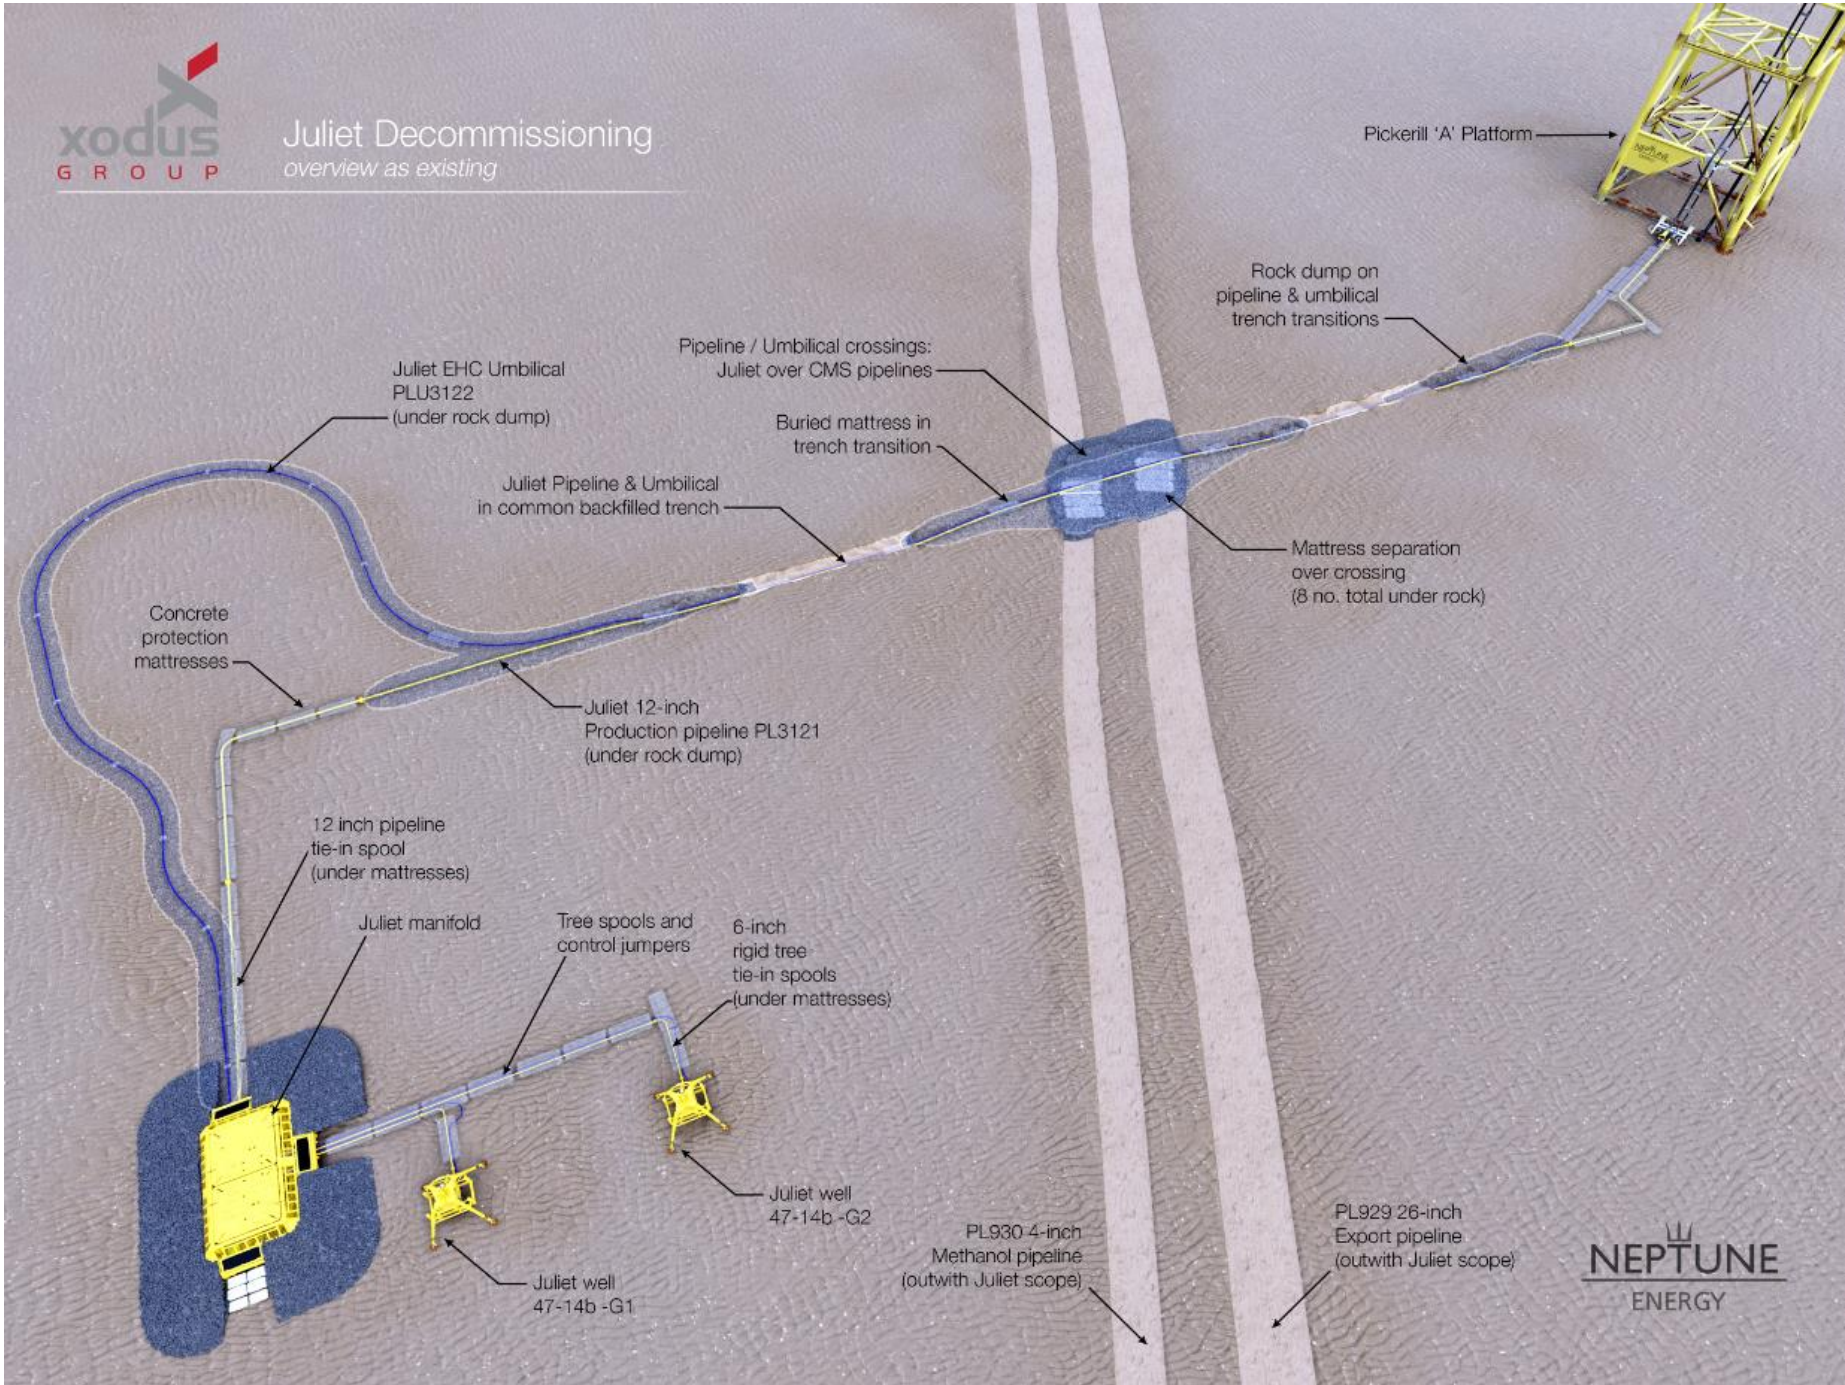 xodus
GROUP
Juliet Decommissioning
overview as existing
Pickerill 'A' Platform
NEPTUNE
ENERGY
Rock dump on
pipeline & umbilical
trench transitions
Pipeline / Umbilical crossings:
Juliet over CMS pipelines
Juliet EHC Umbilical
PLU3122
(under rock dump)
Buried mattress in
trench transition
Juliet Pipeline & Umbilical
in common backfilled trench
Mattress separation
over crossing
(8 no. total under rock)
Concrete
protection
mattresses
Juliet 12-inch
Production pipeline PL3121
(under rock dump)
12 inch pipeline
tie-in spool
(under mattresses)
Juliet manifold
Tree spools and
control jumpers
6-inch
rigid tree
tie-in spools
(under mattresses)
Juliet well
47-14b -G2
Juliet well
47-14b -G1
PL930 4-inch
Methanol pipeline
(outwith Juliet scope)
PL929 26-inch
Export pipeline
(outwith Juliet scope)
NEPTUNE
ENERGY